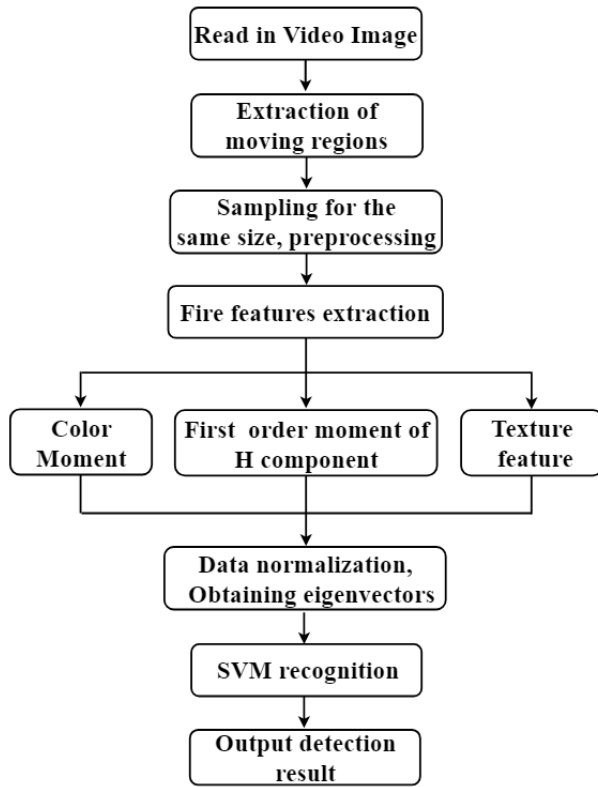 Read in Video Image
Extraction of
moving regions
Sampling for the
same size, preprocessing
Fire features extraction
Color
Moment
First order moment of
H component
Texture
feature
Data normalization,
Obtaining eigenvectors
SVM recognition
Output detection
result